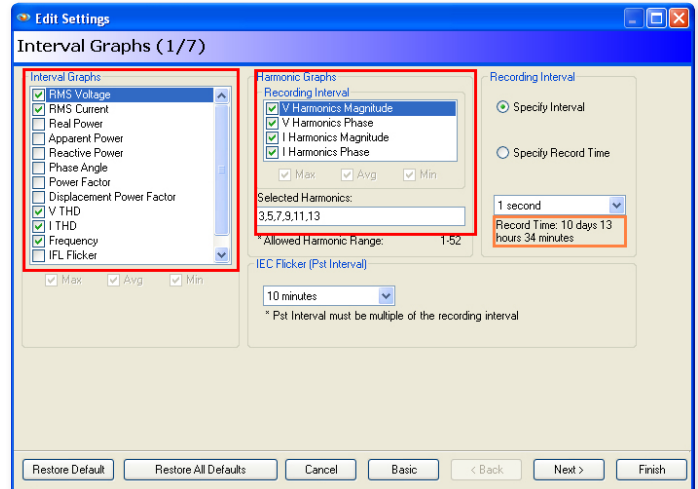 Edit Settings
Interval Graphs (1/7)
Interval Graphs
RMS Voltage
RMS Current
Real Power
Apparent Power
Reactive Power
Phase Angle
Power Factor
Displacement Power Factor
V THD
I THD
Frequency
IFL Flicker
Max Avg Min
Harmonic Graphs
Recording Interval
V Harmonics Magnitude
V Harmonics Phase
I Harmonics Magnitude
I Harmonics Phase
Max Avg Min
Selected Harmonics:
3,5,7,9,11,13
* Allowed Harmonic Range: 1-52
Recording Interval
Specify Interval
Specify Record Time
1 second
Record Time: 10 days 13
hours 34 minutes
IEC Flicker (Pst Interval)
10 minutes
* Pst Interval must be multiple of the recording interval
Restore Default Restore All Defaults Cancel Basic < Back Next > Finish